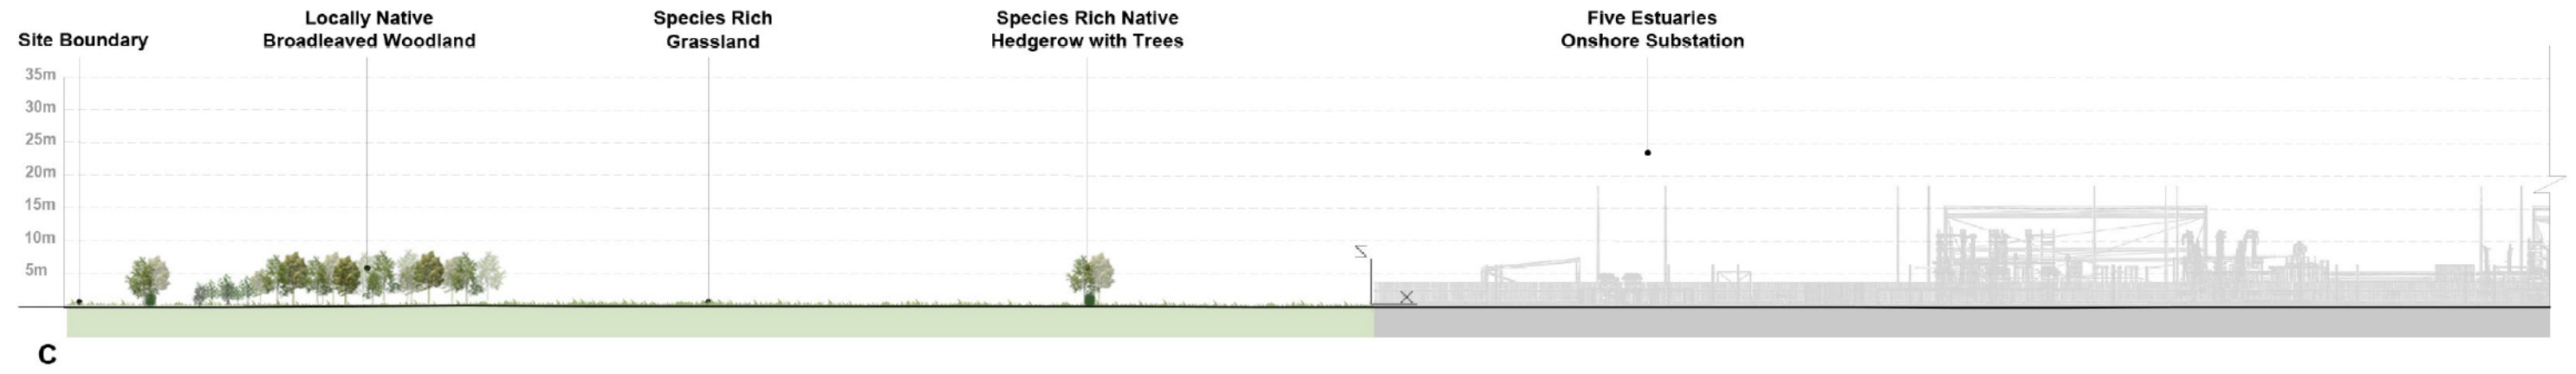 Site Boundary
Locally Native
Broadleaved Woodland
Species Rich
Grassland
Species Rich Native
Hedgerow with Trees
Five Estuaries
Onshore Substation
35m
30m
25m
20m
15m
10m
5m
Z
X
C